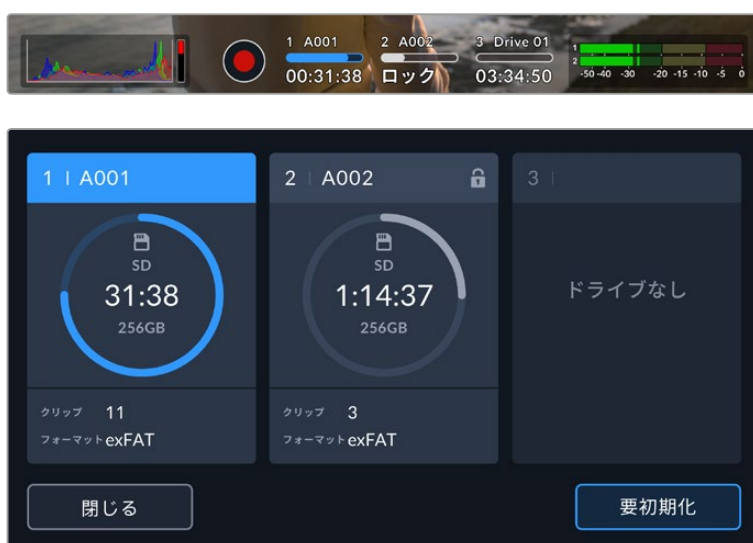 1 A001 2 A002 3 Drive 01
00:31:38 ロック 03:34:50
1
2
-50 -40 -30 -20 -15 -10 -5 0
1 | A001
SD
31:38
256GB
クリップ 11
フォーマット exFAT
2 | A002
SD
1:14:37
256GB
クリップ 3
フォーマット exFAT
3 |
ドライブなし
閉じる
要初期化